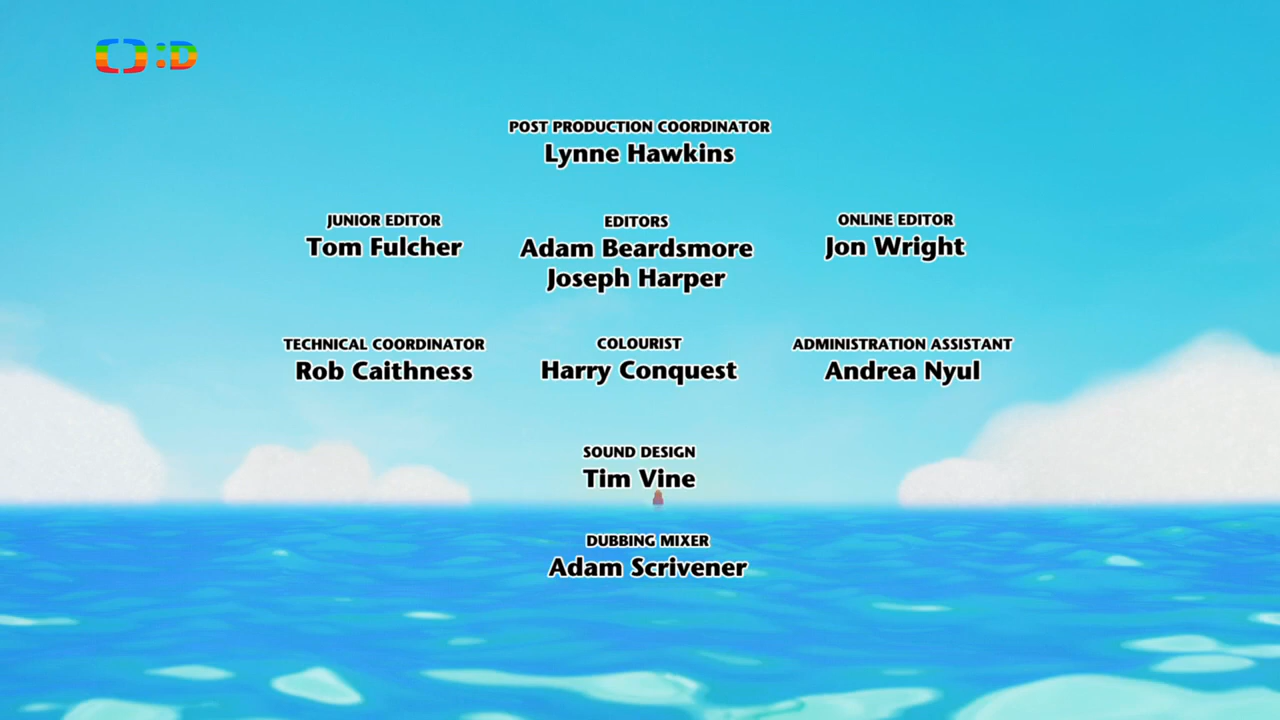 :D
POST PRODUCTION COORDINATOR
Lynne Hawkins
JUNIOR EDITOR
Tom Fulcher
EDITORS
Adam Beardsmore
Joseph Harper
ONLINE EDITOR
Jon Wright
TECHNICAL COORDINATOR
Rob Caithness
COLOURIST
Harry Conquest
ADMINISTRATION ASSISTANT
Andrea Nyul
SOUND DESIGN
Tim Vine
DUBBING MIXER
Adam Scrivener